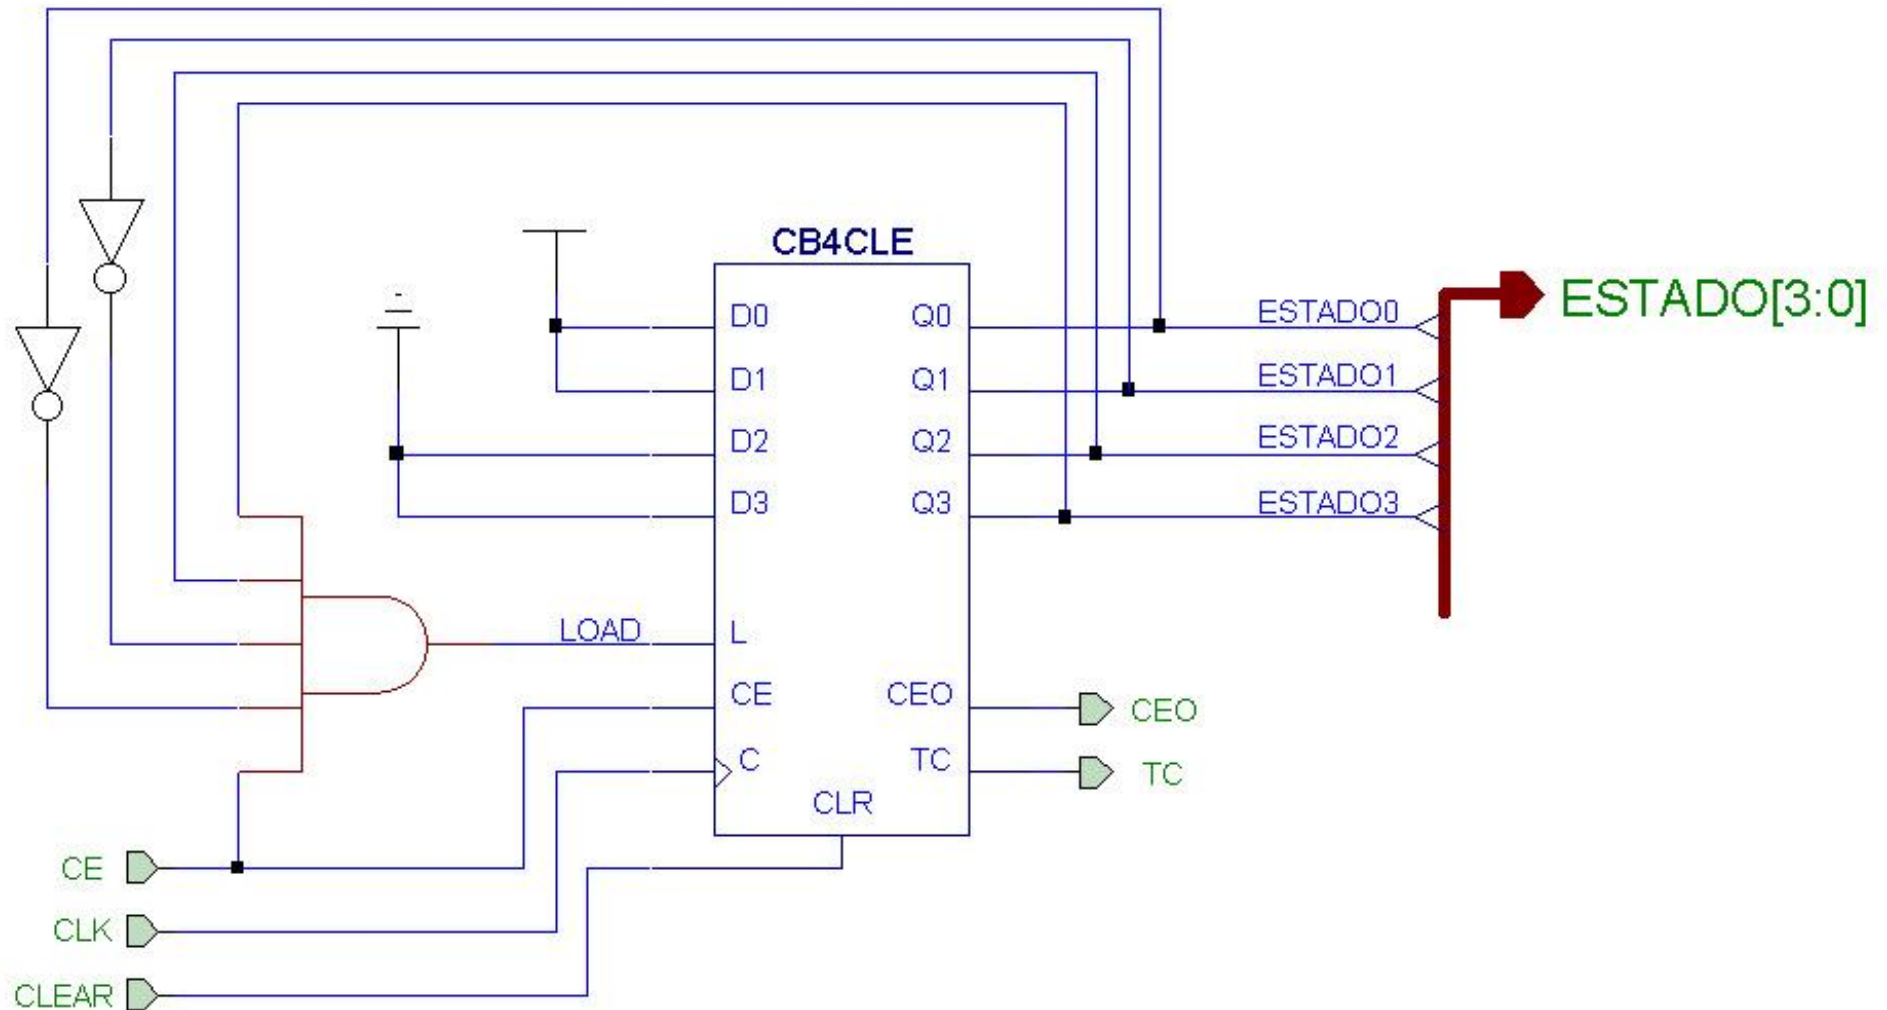 CB4CLE
D0
Q0
ESTADO0
ESTADO[3:0]
D1
Q1
ESTADO1
D2
Q2
ESTADO2
D3
Q3
ESTADO3
LOAD
L
CE
CEO
CEO
C
TC
TC
CLR
CE
CLK
CLEAR